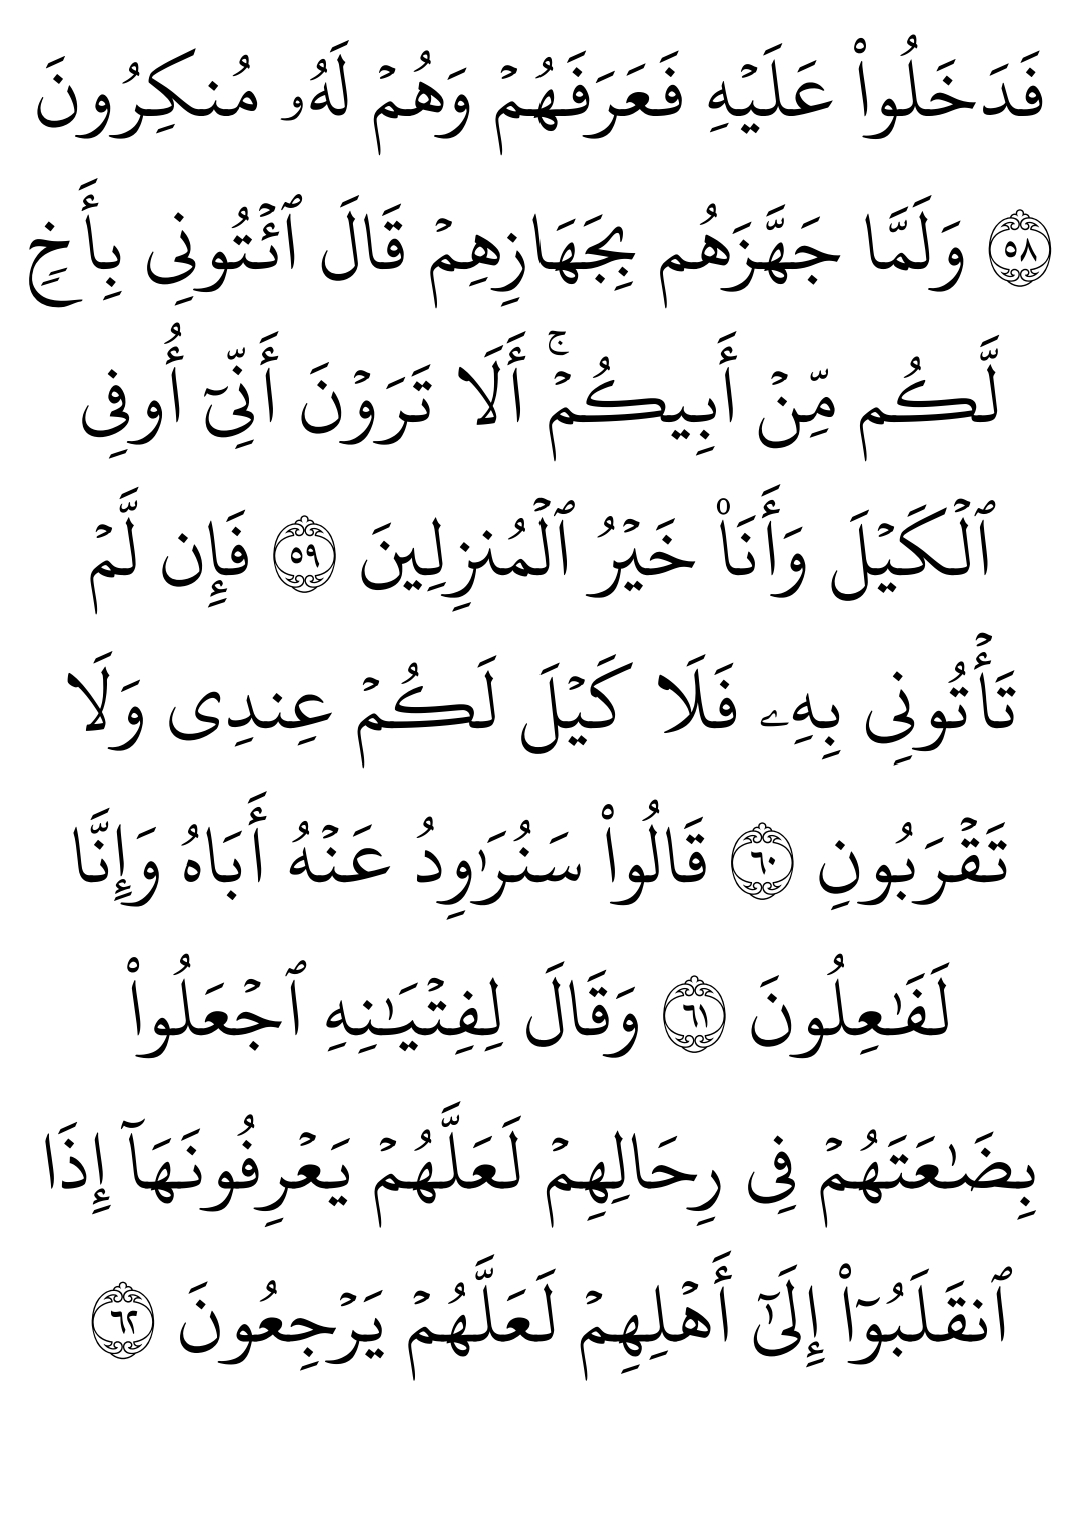 فَدَخَلُوا۟ عَلَيْهِ فَعَرَفَهُمْ وَهُمْ لَهُۥ مُنكِرُونَ
۝٥٨ وَلَمَّا جَهَّزَهُم بِجَهَازِهِمْ قَالَ ٱئْتُونِى بِأَخٍ
لَّكُم مِّنْ أَبِيكُمْ ۚ أَلَا تَرَوْنَ أَنِّىٓ أُوفِى
ٱلْكَيْلَ وَأَنَا۠ خَيْرُ ٱلْمُنزِلِينَ ۝٥٩ فَإِن لَّمْ
تَأْتُونِى بِهِۦ فَلَا كَيْلَ لَكُمْ عِندِى وَلَا
تَقْرَبُونِ ۝٦٠ قَالُوا۟ سَنُرَٰوِدُ عَنْهُ أَبَاهُ وَإِنَّا
لَفَـٰعِلُونَ ۝٦١ وَقَالَ لِفِتْيَـٰنِهِ ٱجْعَلُوا۟
بِضَـٰعَتَهُمْ فِى رِحَالِهِمْ لَعَلَّهُمْ يَعْرِفُونَهَآ إِذَا
ٱنقَلَبُوٓا۟ إِلَىٰٓ أَهْلِهِمْ لَعَلَّهُمْ يَرْجِعُونَ ۝٦٢